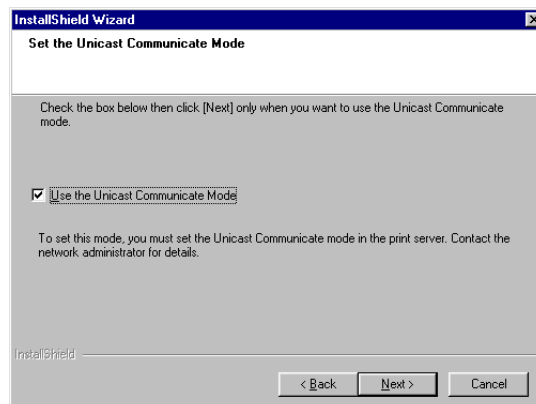 InstallShield Wizard
Set the Unicast Communicate Mode
Check the box below then click [Next] only when you want to use the Unicast Communicate
mode.
Use the Unicast Communicate Mode
To set this mode, you must set the Unicast Communicate mode in the print server. Contact the
network administrator for details.
InstallShield
< Back Next > Cancel